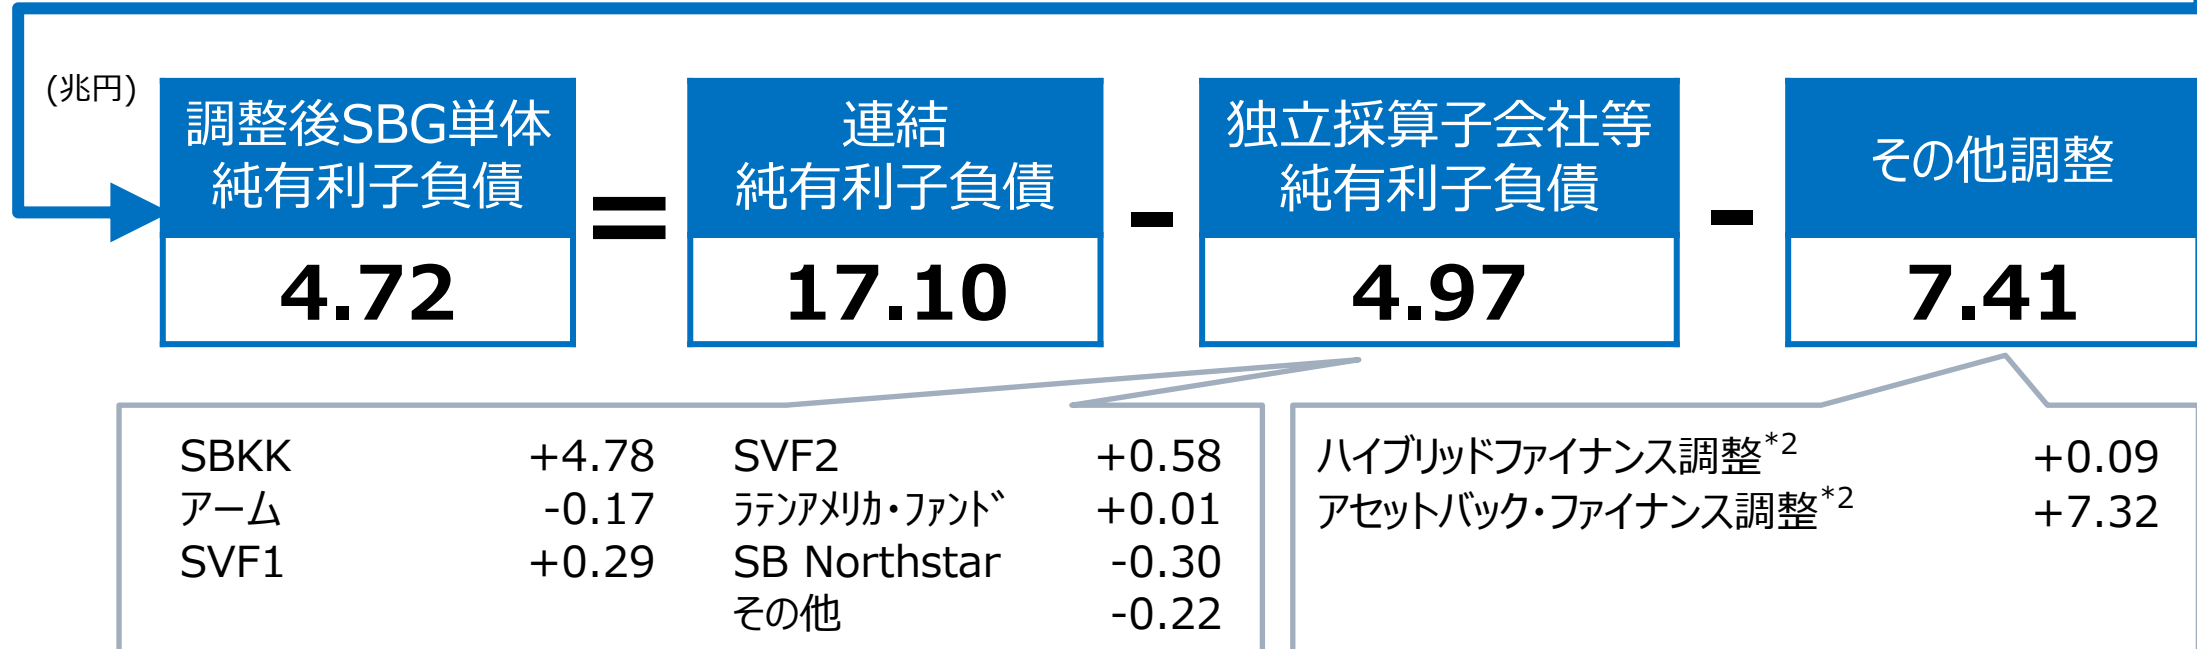 (兆円)
調整後SBG単体
純有利子負債
4.72
=
連結
純有利子負債
17.10
-
独立採算子会社等
純有利子負債
4.97
-
その他調整
7.41
SBKK +4.78
アーム -0.17
SVF1 +0.29
SVF2 +0.58
ﾗﾃﾝｱﾒﾘｶ・ﾌｧﾝﾄﾞ +0.01
SB Northstar -0.30
その他 -0.22
ハイブリッドファイナンス調整*2 +0.09
アセットバック・ファイナンス調整*2 +7.32